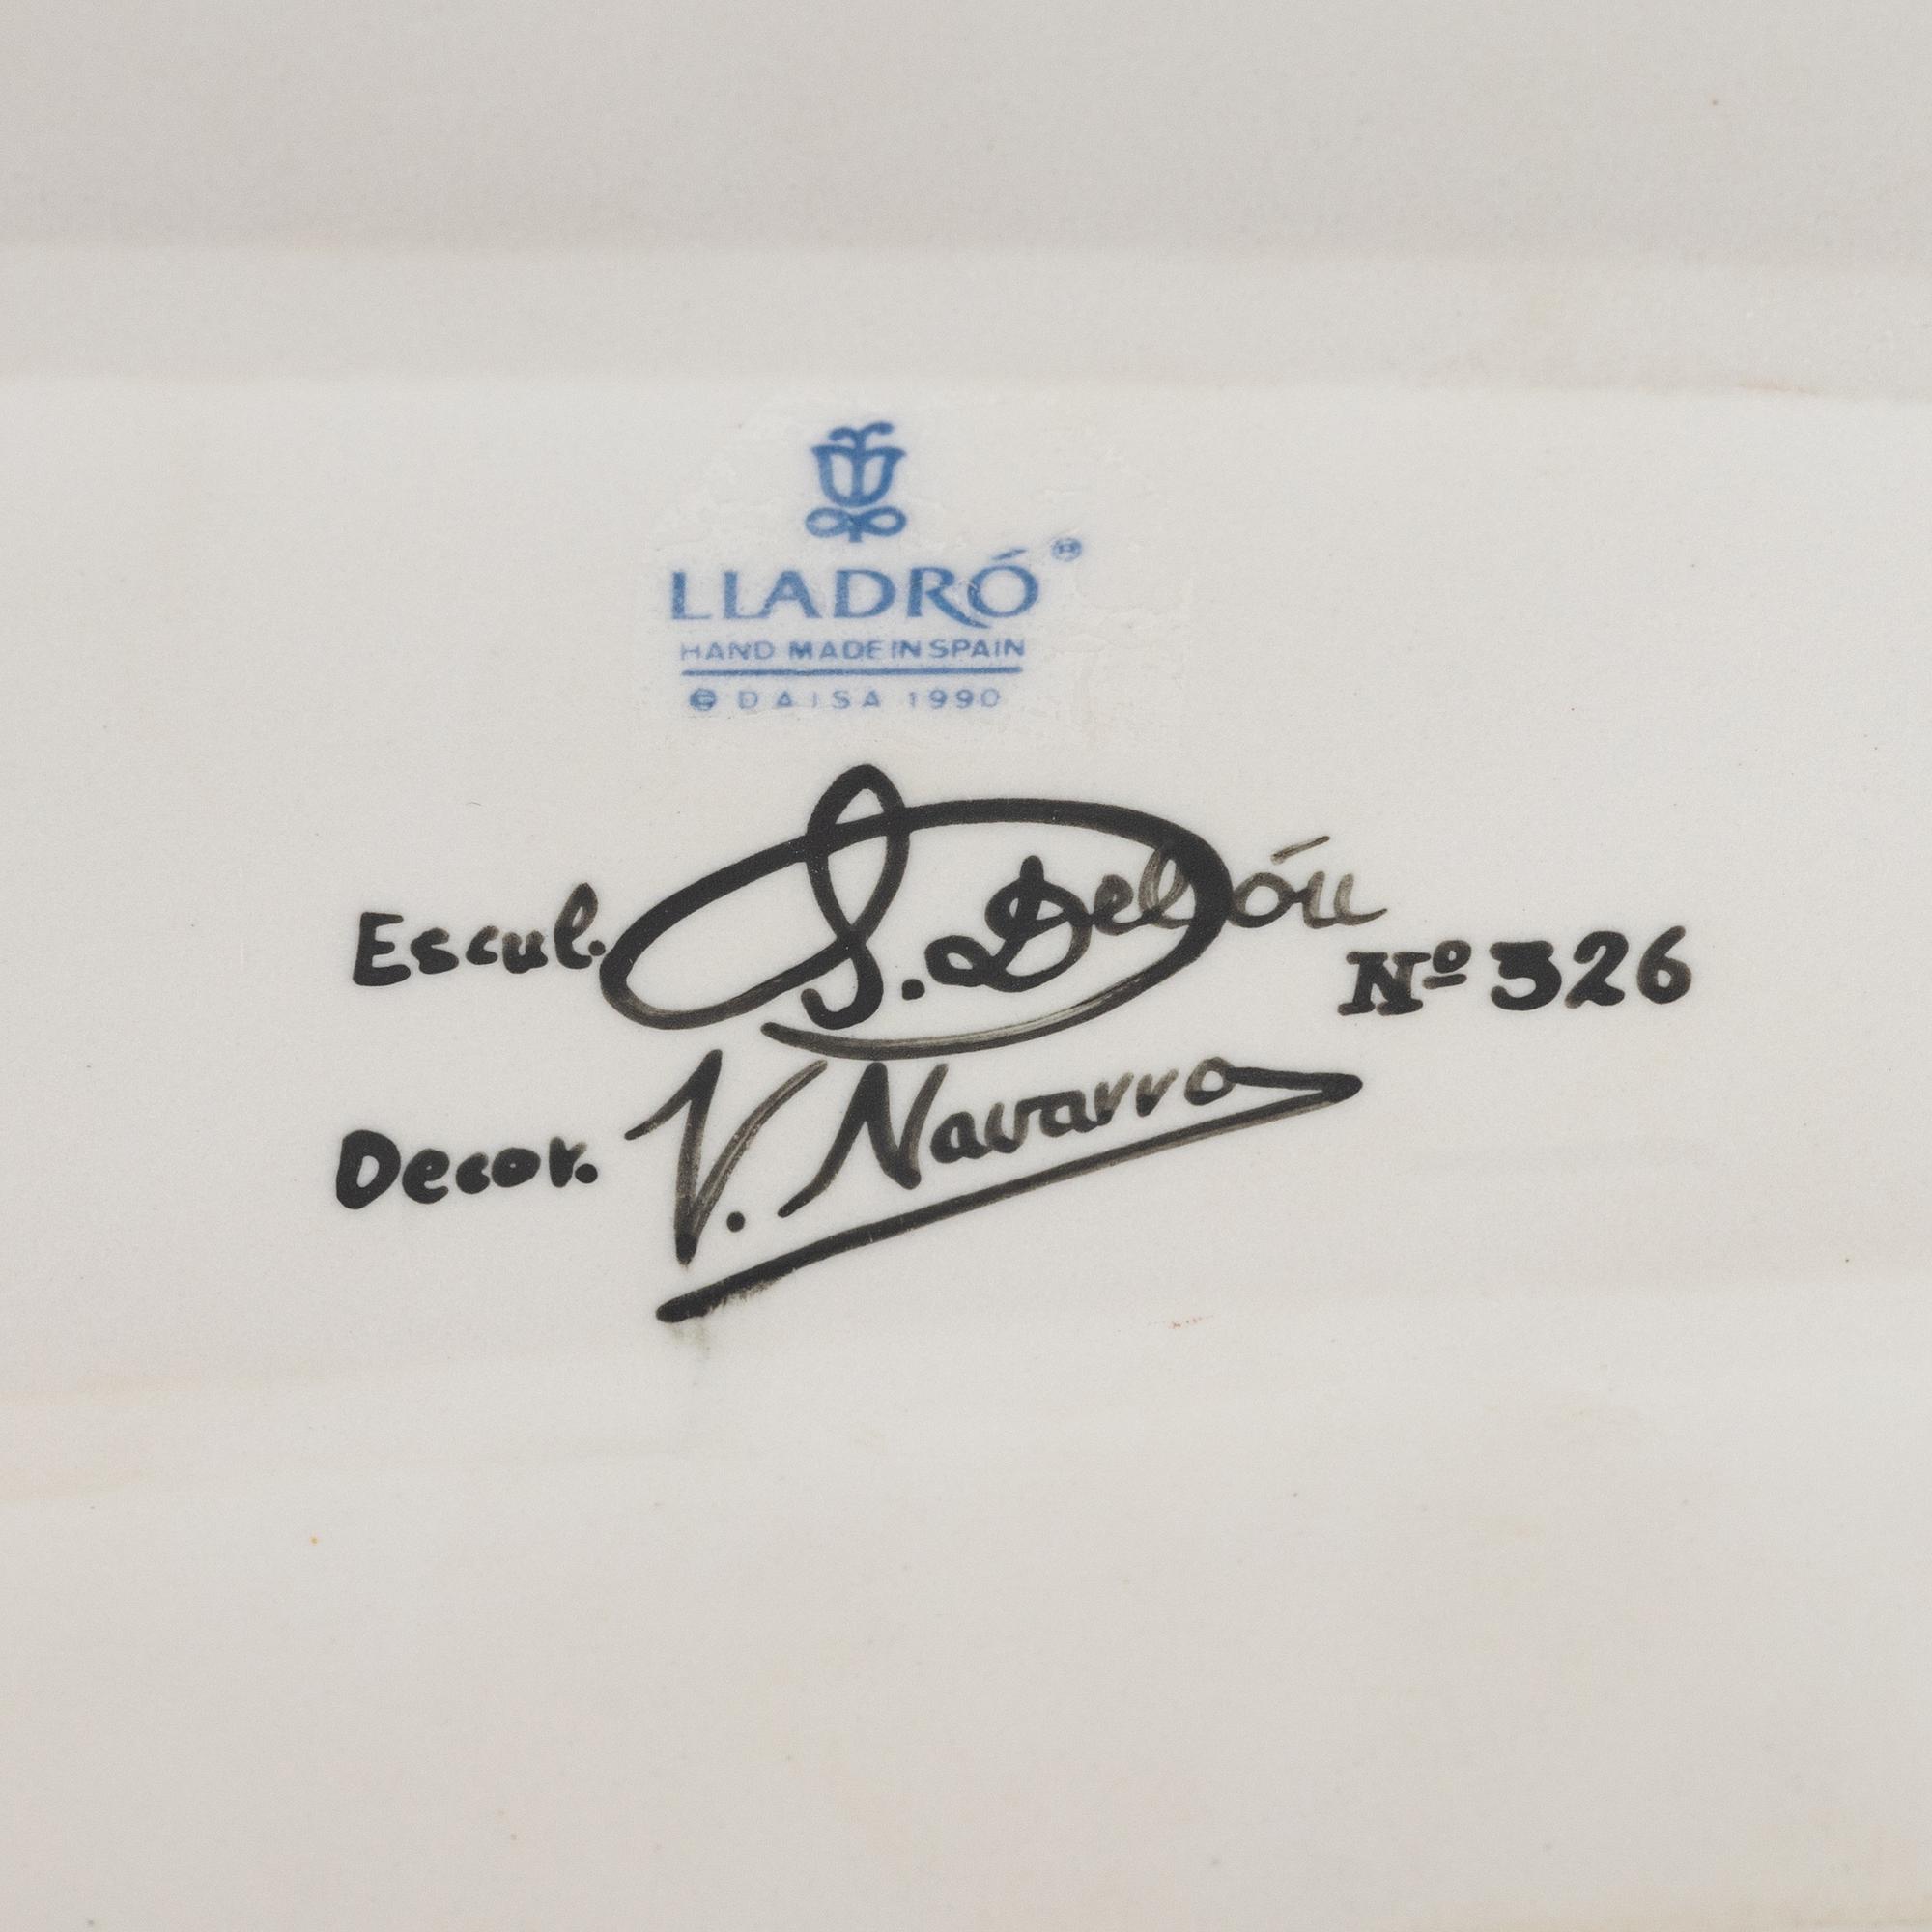 LLADRÓ®
HAND MADE IN SPAIN
© DAISA 1990
Escul. S. Debón
Nº 326
Decor. V. Navarro